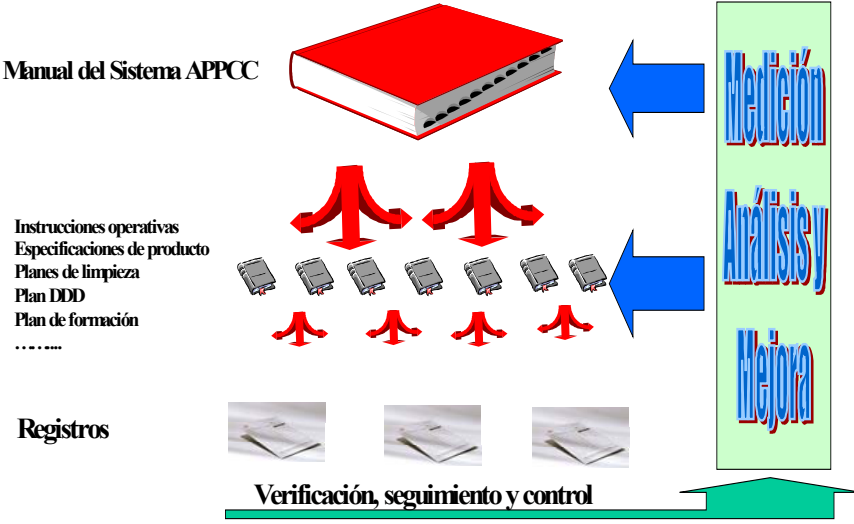 Manual del Sistema APPCC
Medición
Análisis y
Mejora
Instrucciones operativas
Especificaciones de producto
Planes de limpieza
Plan DDD
Plan de formación
……....
Registros
Verificación, seguimiento y control